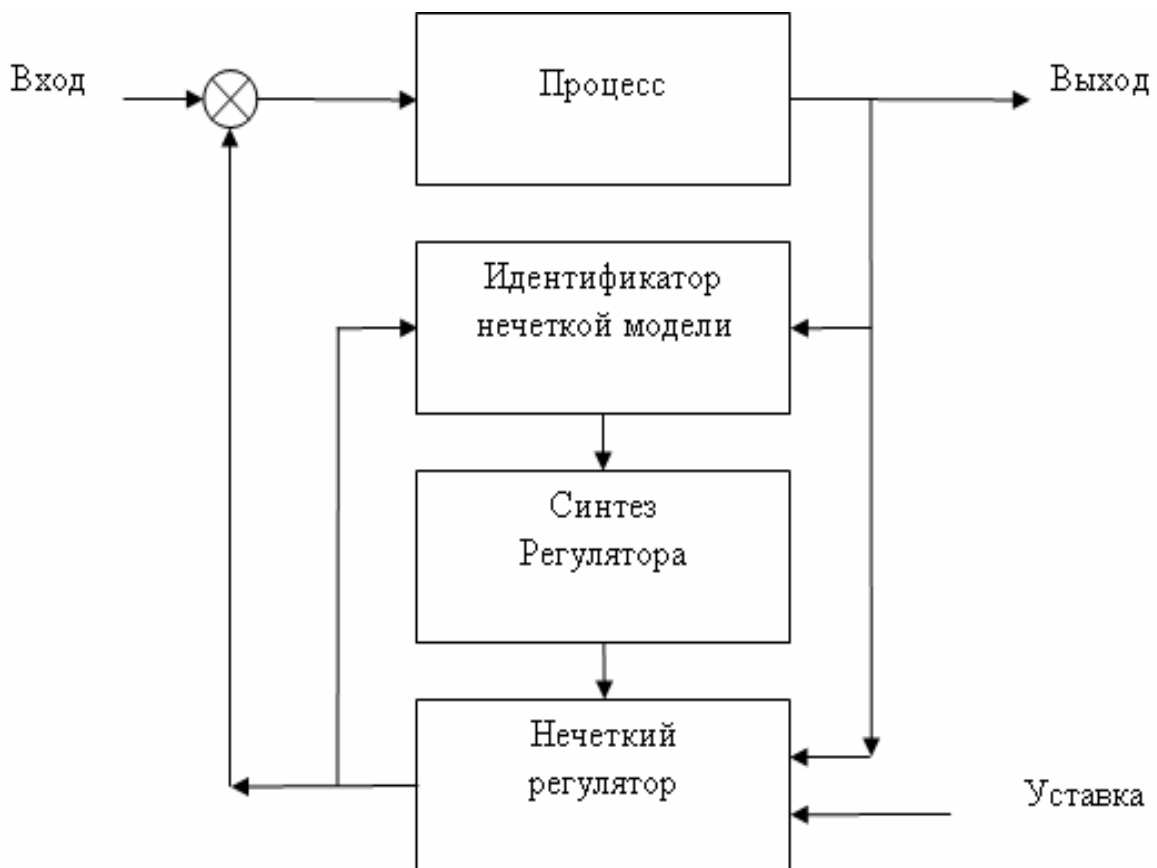 Вход
Процесс
Выход
Идентификатор
нечеткой модели
Синтез
Регулятора
Нечеткий
регулятор
Уставка